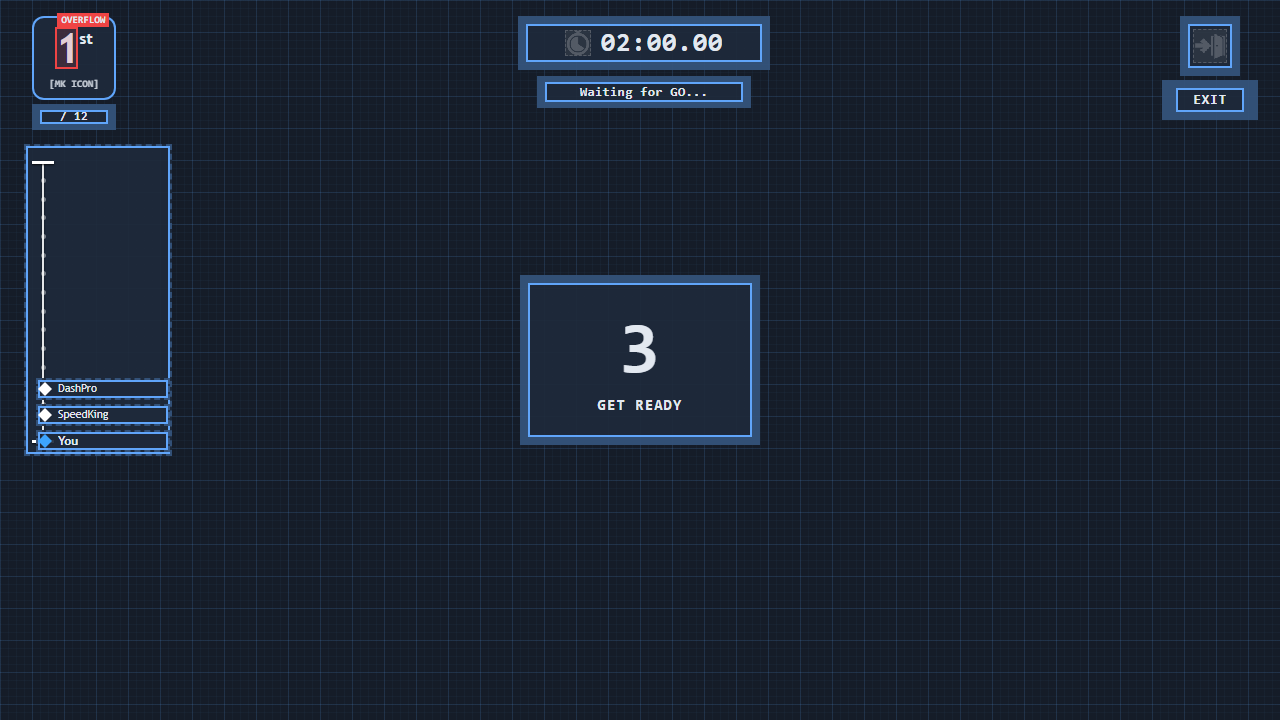 OVERFLOW
1st
[MK ICON]
/ 12
02:00.00
Waiting for GO...
EXIT
3
GET READY
DashPro
SpeedKing
You